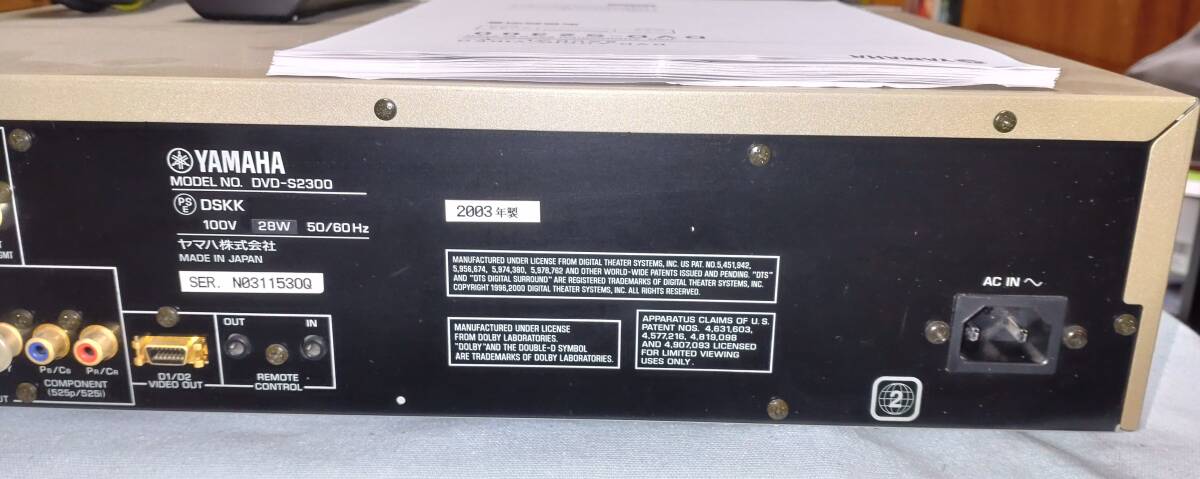 DVD-S2300
YAMAHA
YAMAHA
MODEL NO. DVD-S2300
PS
E
DSKK
100V 28W 50/60Hz
ヤマハ株式会社
MADE IN JAPAN
SER. N0311530Q
2003年製
MANUFACTURED UNDER LICENSE FROM DIGITAL THEATER SYSTEMS, INC. US PAT. NO.5,451,942,
5,956,674, 5,974,380, 5,978,762 AND OTHER WORLD-WIDE PATENTS ISSUED AND PENDING. "DTS"
AND "DTS DIGITAL SURROUND" ARE REGISTERED TRADEMARKS OF DIGITAL THEATER SYSTEMS, INC.
COPYRIGHT 1996,2000 DIGITAL THEATER SYSTEMS, INC. ALL RIGHTS RESERVED.
MANUFACTURED UNDER LICENSE
FROM DOLBY LABORATORIES.
"DOLBY "AND THE DOUBLE-D SYMBOL
ARE TRADEMARKS OF DOLBY LABORATORIES.
APPARATUS CLAIMS OF U.S.
PATENT NOS. 4,631,603,
4,577,216, 4,819,098
AND 4,907,093 LICENSED
FOR LIMITED VIEWING
USES ONLY.
AC IN ~
2
PB/CB PR/CR
COMPONENT
(525p/525i)
D1/D2
VIDEO OUT
OUT IN
REMOTE
CONTROL